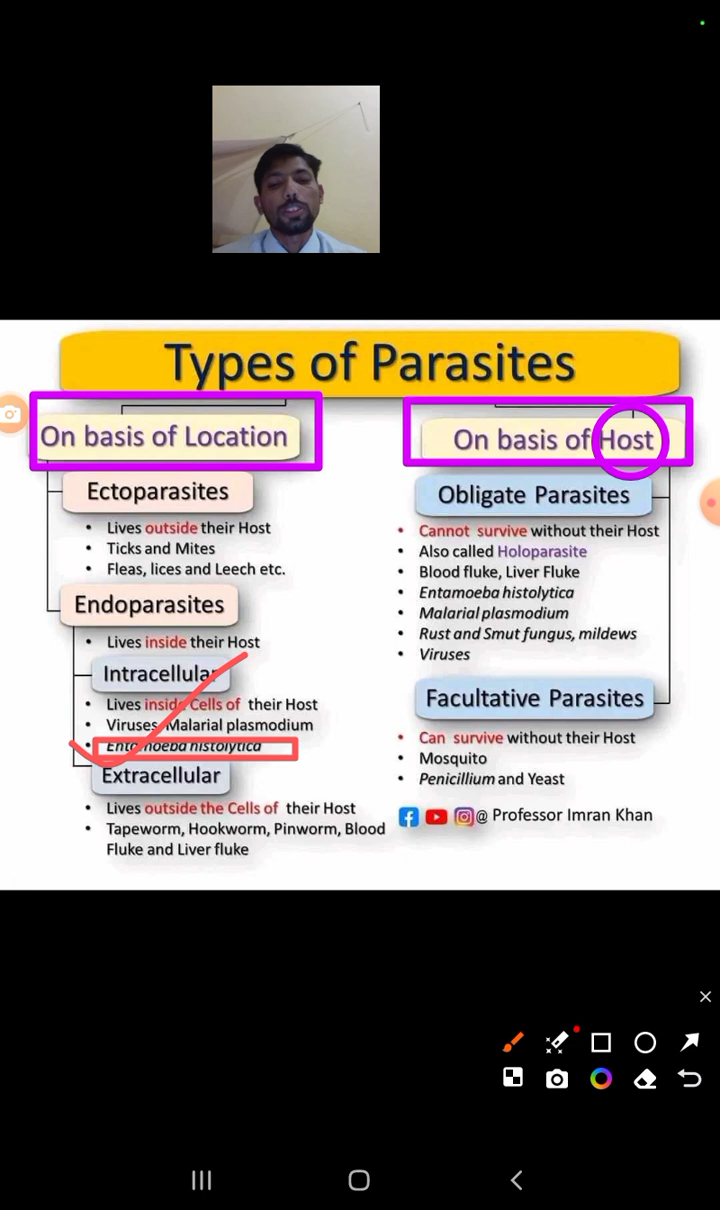 Types of Parasites
On basis of Location
Ectoparasites
• Lives outside their Host
• Ticks and Mites
• Fleas, lices and Leech etc.
Endoparasites
• Lives inside their Host
Intracellular
• Lives inside Cells of their Host
• Viruses, Malarial plasmodium
• Entamoeba histolytica
Extracellular
• Lives outside the Cells of their Host
• Tapeworm, Hookworm, Pinworm, Blood
Fluke and Liver fluke
On basis of Host
Obligate Parasites
• Cannot survive without their Host
• Also called Holoparasite
• Blood fluke, Liver Fluke
• Entamoeba histolytica
• Malarial plasmodium
• Rust and Smut fungus, mildews
• Viruses
Facultative Parasites
• Can survive without their Host
• Mosquito
• Penicillium and Yeast
@ Professor Imran Khan